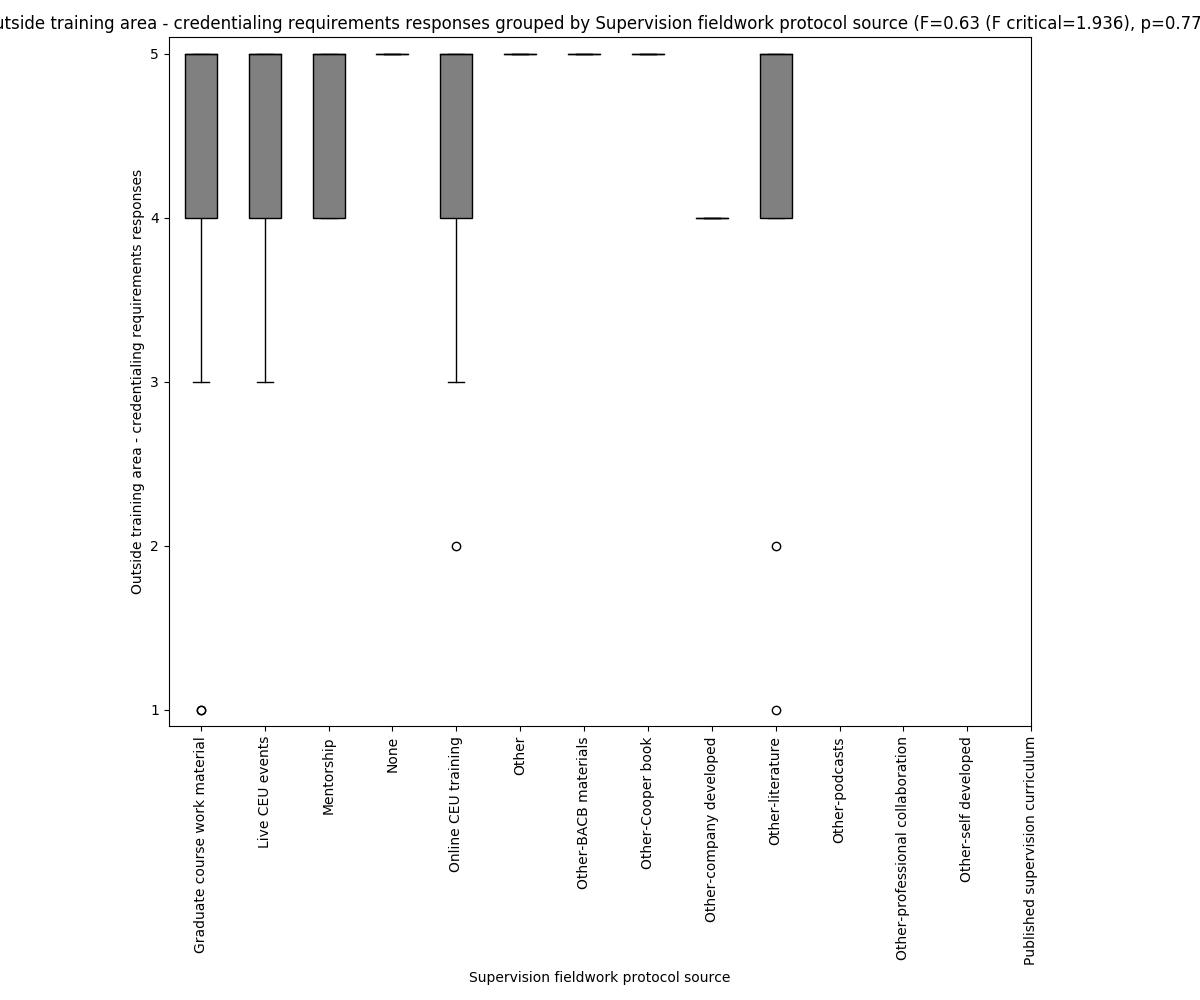 utside training area - credentialing requirements responses grouped by Supervision fieldwork protocol source (F=0.63 (F critical=1.936), p=0.77
Outside training area - credentialing requirements responses
5
4
3
2
1
Graduate course work material
Live CEU events
Mentorship
None
Online CEU training
Other
Other-BACB materials
Other-Cooper book
Other-company developed
Other-literature
Other-podcasts
Other-professional collaboration
Other-self developed
Published supervision curriculum
Supervision fieldwork protocol source